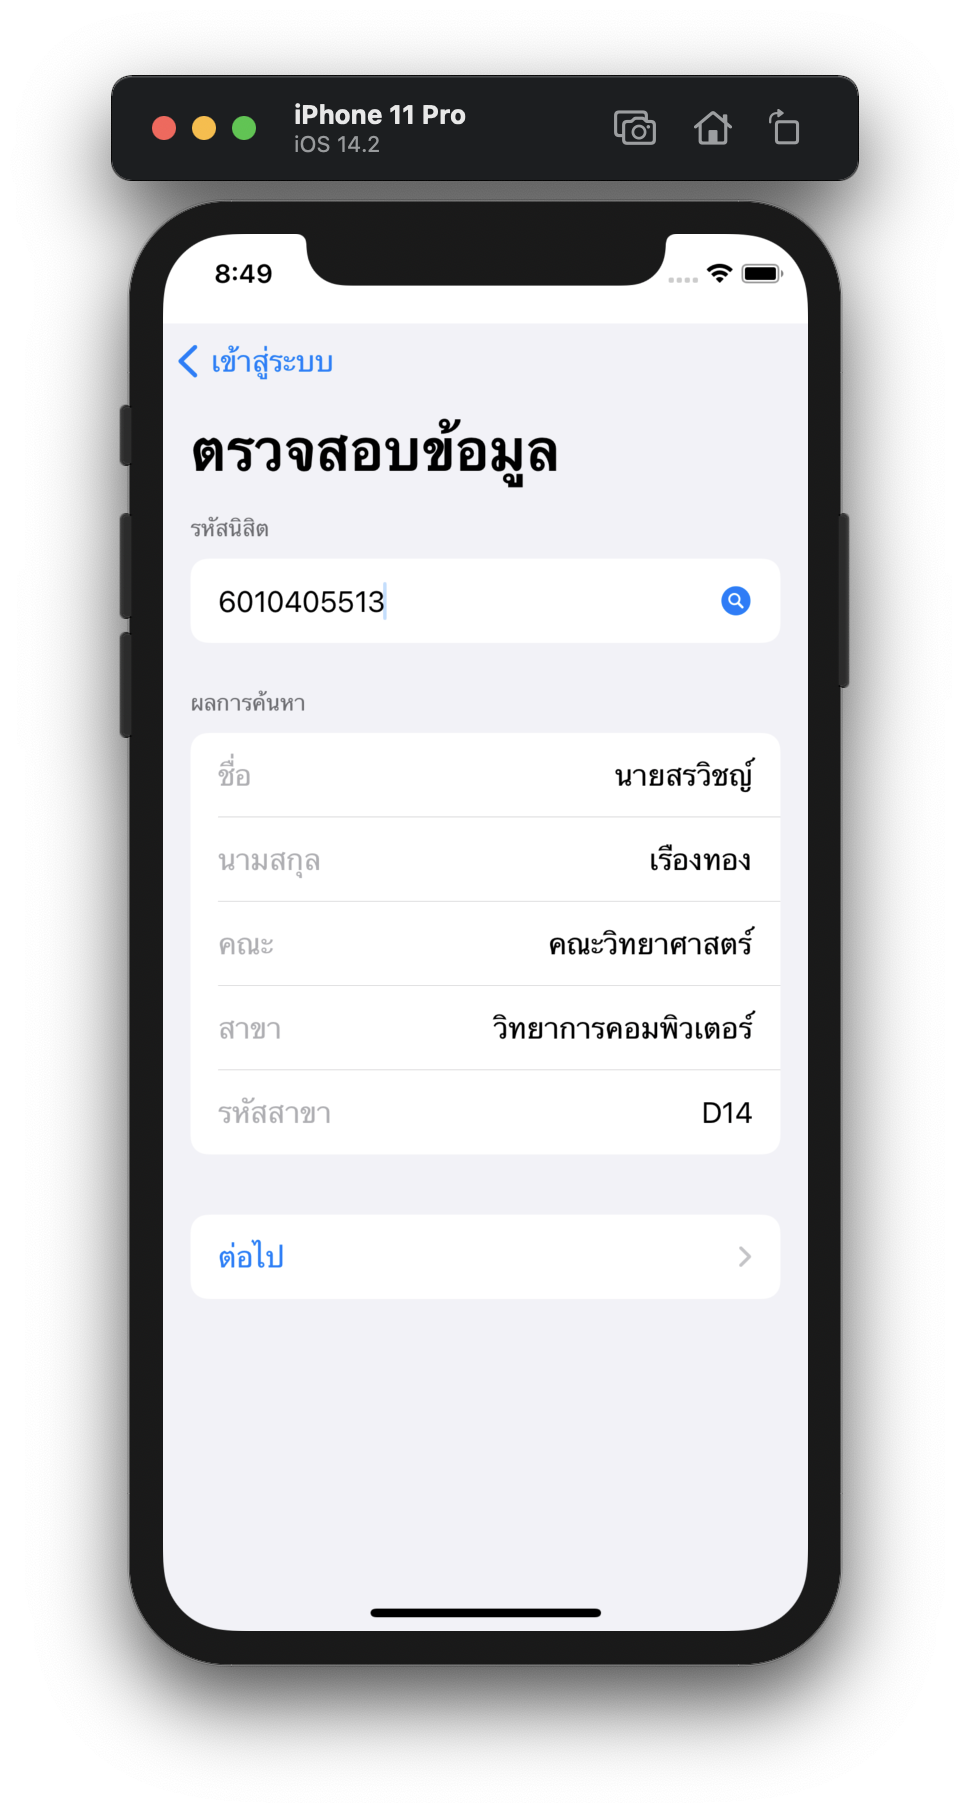 iPhone 11 Pro
iOS 14.2
8:49
เข้าสู่ระบบ
ตรวจสอบข้อมูล
รหัสนิสิต
6010405513
ผลการค้นหา
ชื่อ นายสรวิชญ์
นามสกุล เรืองทอง
คณะ คณะวิทยาศาสตร์
สาขา วิทยาการคอมพิวเตอร์
รหัสสาขา D14
ต่อไป